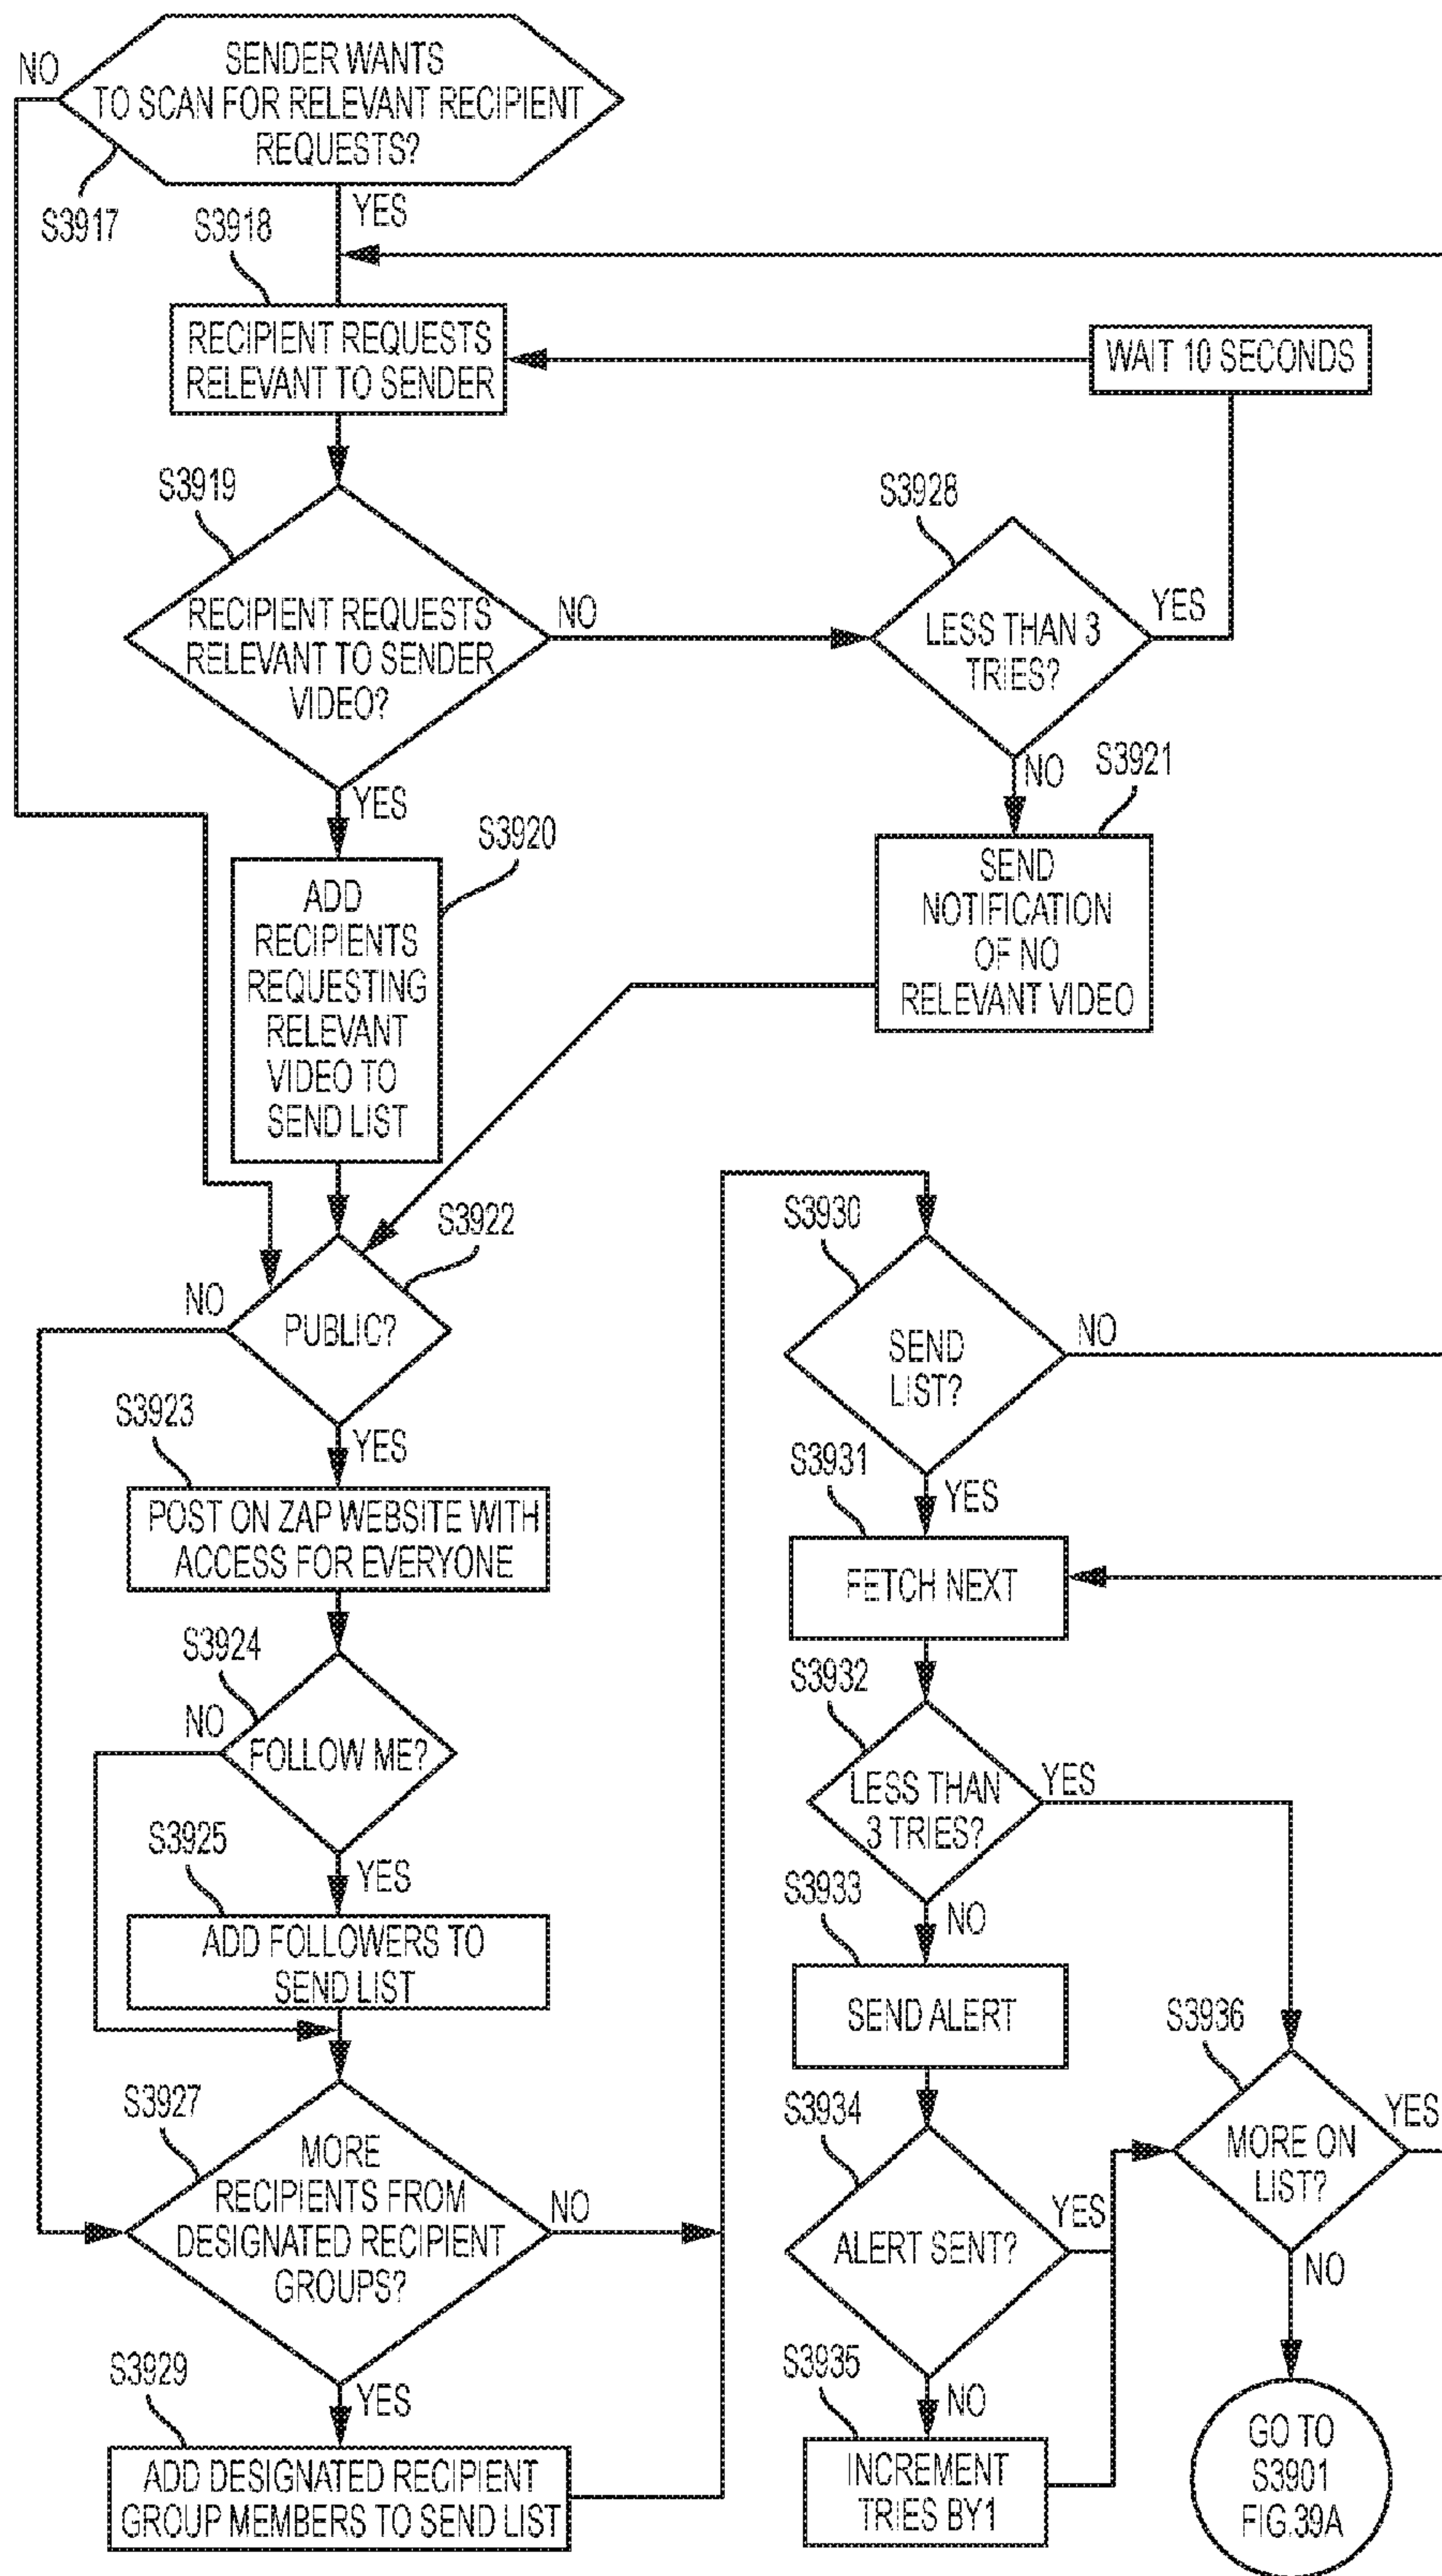 NO
SENDER WANTS
TO SCAN FOR RELEVANT RECIPIENT
REQUESTS?
S3917
YES
S3918
RECIPIENT REQUESTS
RELEVANT TO SENDER
WAIT 10 SECONDS
S3919
RECIPIENT REQUESTS
RELEVANT TO SENDER
VIDEO?
NO
S3928
LESS THAN 3
TRIES?
YES
NO
YES
S3920
ADD
RECIPIENTS
REQUESTING
RELEVANT
VIDEO TO
SEND LIST
S3921
SEND
NOTIFICATION
OF NO
RELEVANT VIDEO
S3922
NO
PUBLIC?
YES
S3923
POST ON ZAP WEBSITE WITH
ACCESS FOR EVERYONE
S3924
NO
FOLLOW ME?
YES
S3925
ADD FOLLOWERS TO
SEND LIST
S3927
MORE
RECIPIENTS FROM
DESIGNATED RECIPIENT
GROUPS?
NO
YES
S3929
ADD DESIGNATED RECIPIENT
GROUP MEMBERS TO SEND LIST
S3930
SEND
LIST?
NO
YES
S3931
FETCH NEXT
S3932
LESS THAN
3 TRIES?
YES
NO
S3933
SEND ALERT
S3934
ALERT SENT?
YES
NO
S3935
INCREMENT
TRIES BY1
S3936
MORE ON
LIST?
YES
NO
GO TO
S3901
FIG.39A